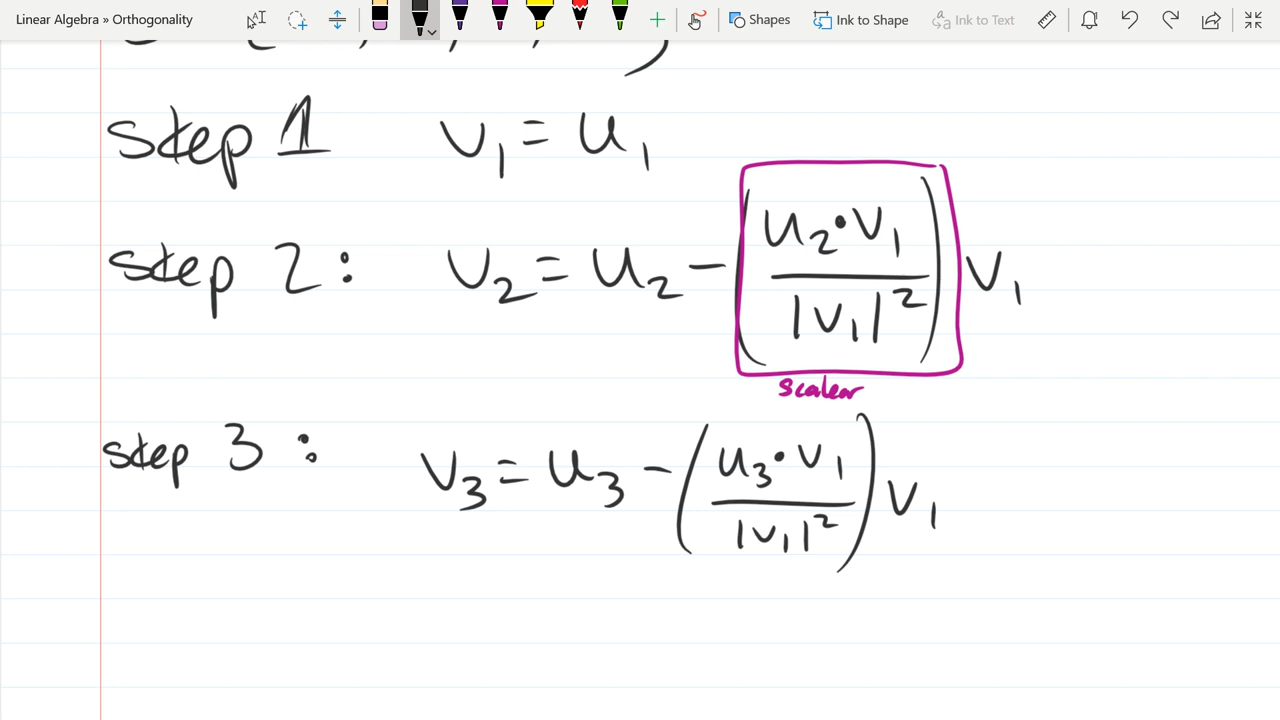 Linear Algebra » Orthogonality
Shapes
Ink to Shape
Ink to Text
step 1 v₁ = u₁
step 2: v₂ = u₂ - (u₂•v₁ / |v₁|²) v₁
scalear
step 3: v₃ = u₃ - (u₃•v₁ / |v₁|²) v₁